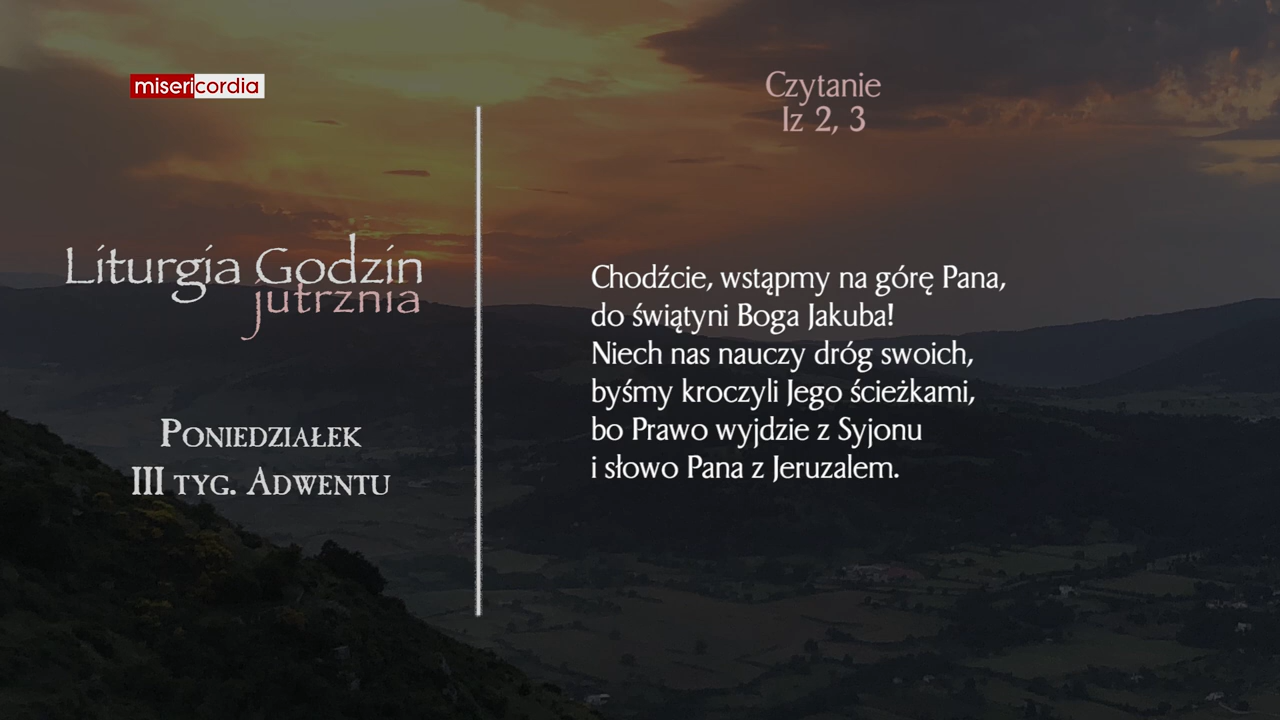 misericordia
Liturgia Godzin
jutrznia
Poniedziałek
III tyg. Adwentu
Czytanie
Iz 2, 3
Chodźcie, wstąpmy na górę Pana,
do świątyni Boga Jakuba!
Niech nas nauczy dróg swoich,
byśmy kroczyli Jego ścieżkami,
bo Prawo wyjdzie z Syjonu
i słowo Pana z Jeruzalem.